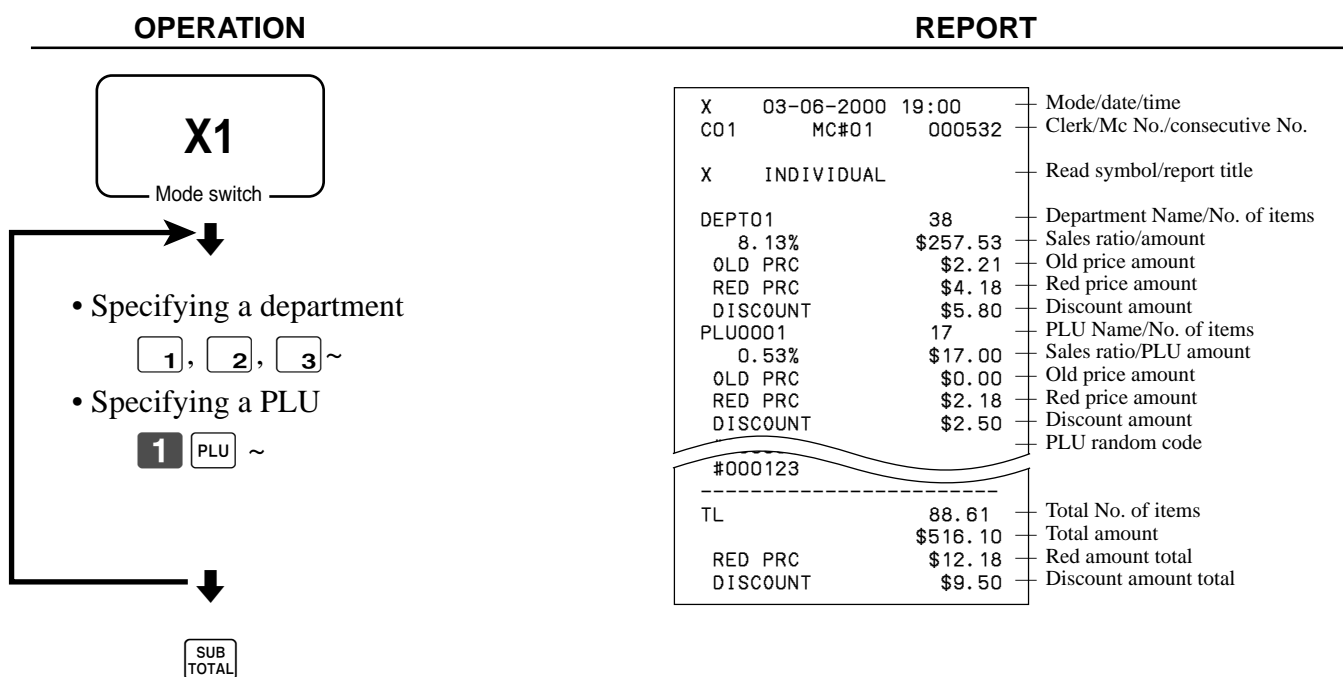 OPERATION
REPORT
X1
Mode switch
• Specifying a department
1, 2, 3~
• Specifying a PLU
1 PLU ~
SUB
TOTAL
X 03-06-2000 19:00 Mode/date/time
C01 MC#01 000532 Clerk/Mc No./consecutive No.
X INDIVIDUAL Read symbol/report title
DEPT01 38 Department Name/No. of items
8.13% $257.53 Sales ratio/amount
OLD PRC $2.21 Old price amount
RED PRC $4.18 Red price amount
DISCOUNT $5.80 Discount amount
PLU0001 17 PLU Name/No. of items
0.53% $17.00 Sales ratio/PLU amount
OLD PRC $0.00 Old price amount
RED PRC $2.18 Red price amount
DISCOUNT $2.50 Discount amount
PLU random code
#000123
------------------------------
TL 88.61 Total No. of items
$516.10 Total amount
RED PRC $12.18 Red amount total
DISCOUNT $9.50 Discount amount total